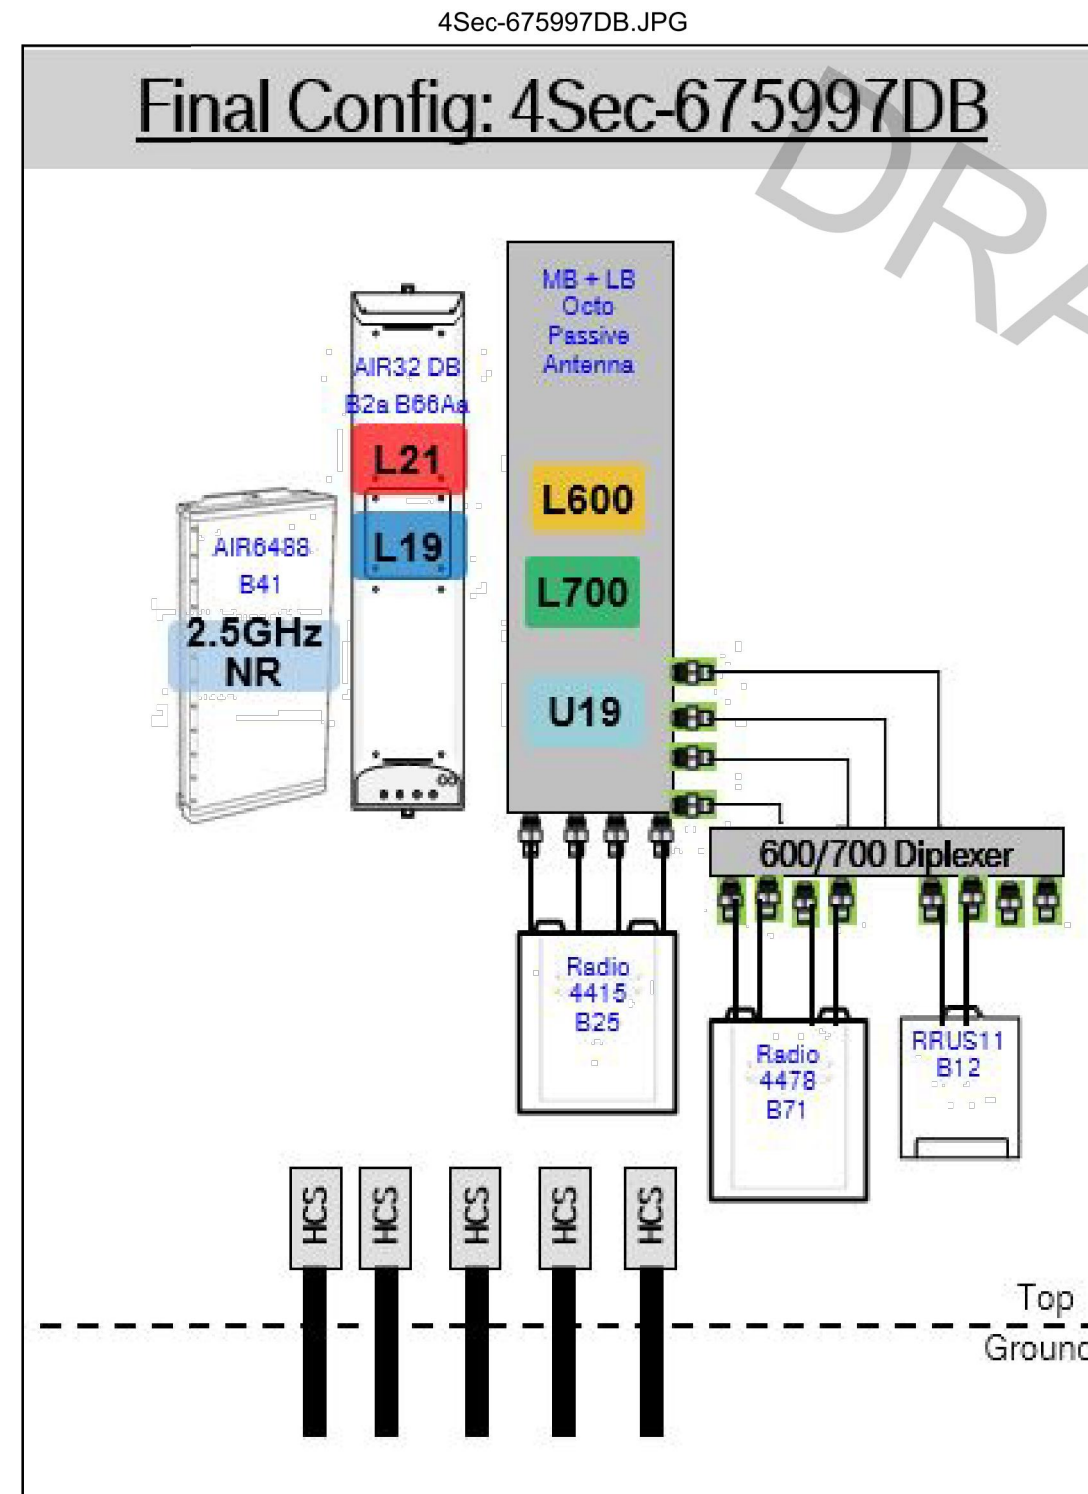 4Sec-675997DB.JPG
Final Config: 4Sec-675997DB
DRA
MB + LB
Octo
Passive
Antenna
AIR32 DB
B2a B66Aa
L21
L19
L600
L700
U19
AIR6488
B41
2.5GHz
NR
600/700 Diplexer
Radio
4415
B25
Radio
4478
B71
RRUS11
B12
HCS
HCS
HCS
HCS
HCS
Top
Ground